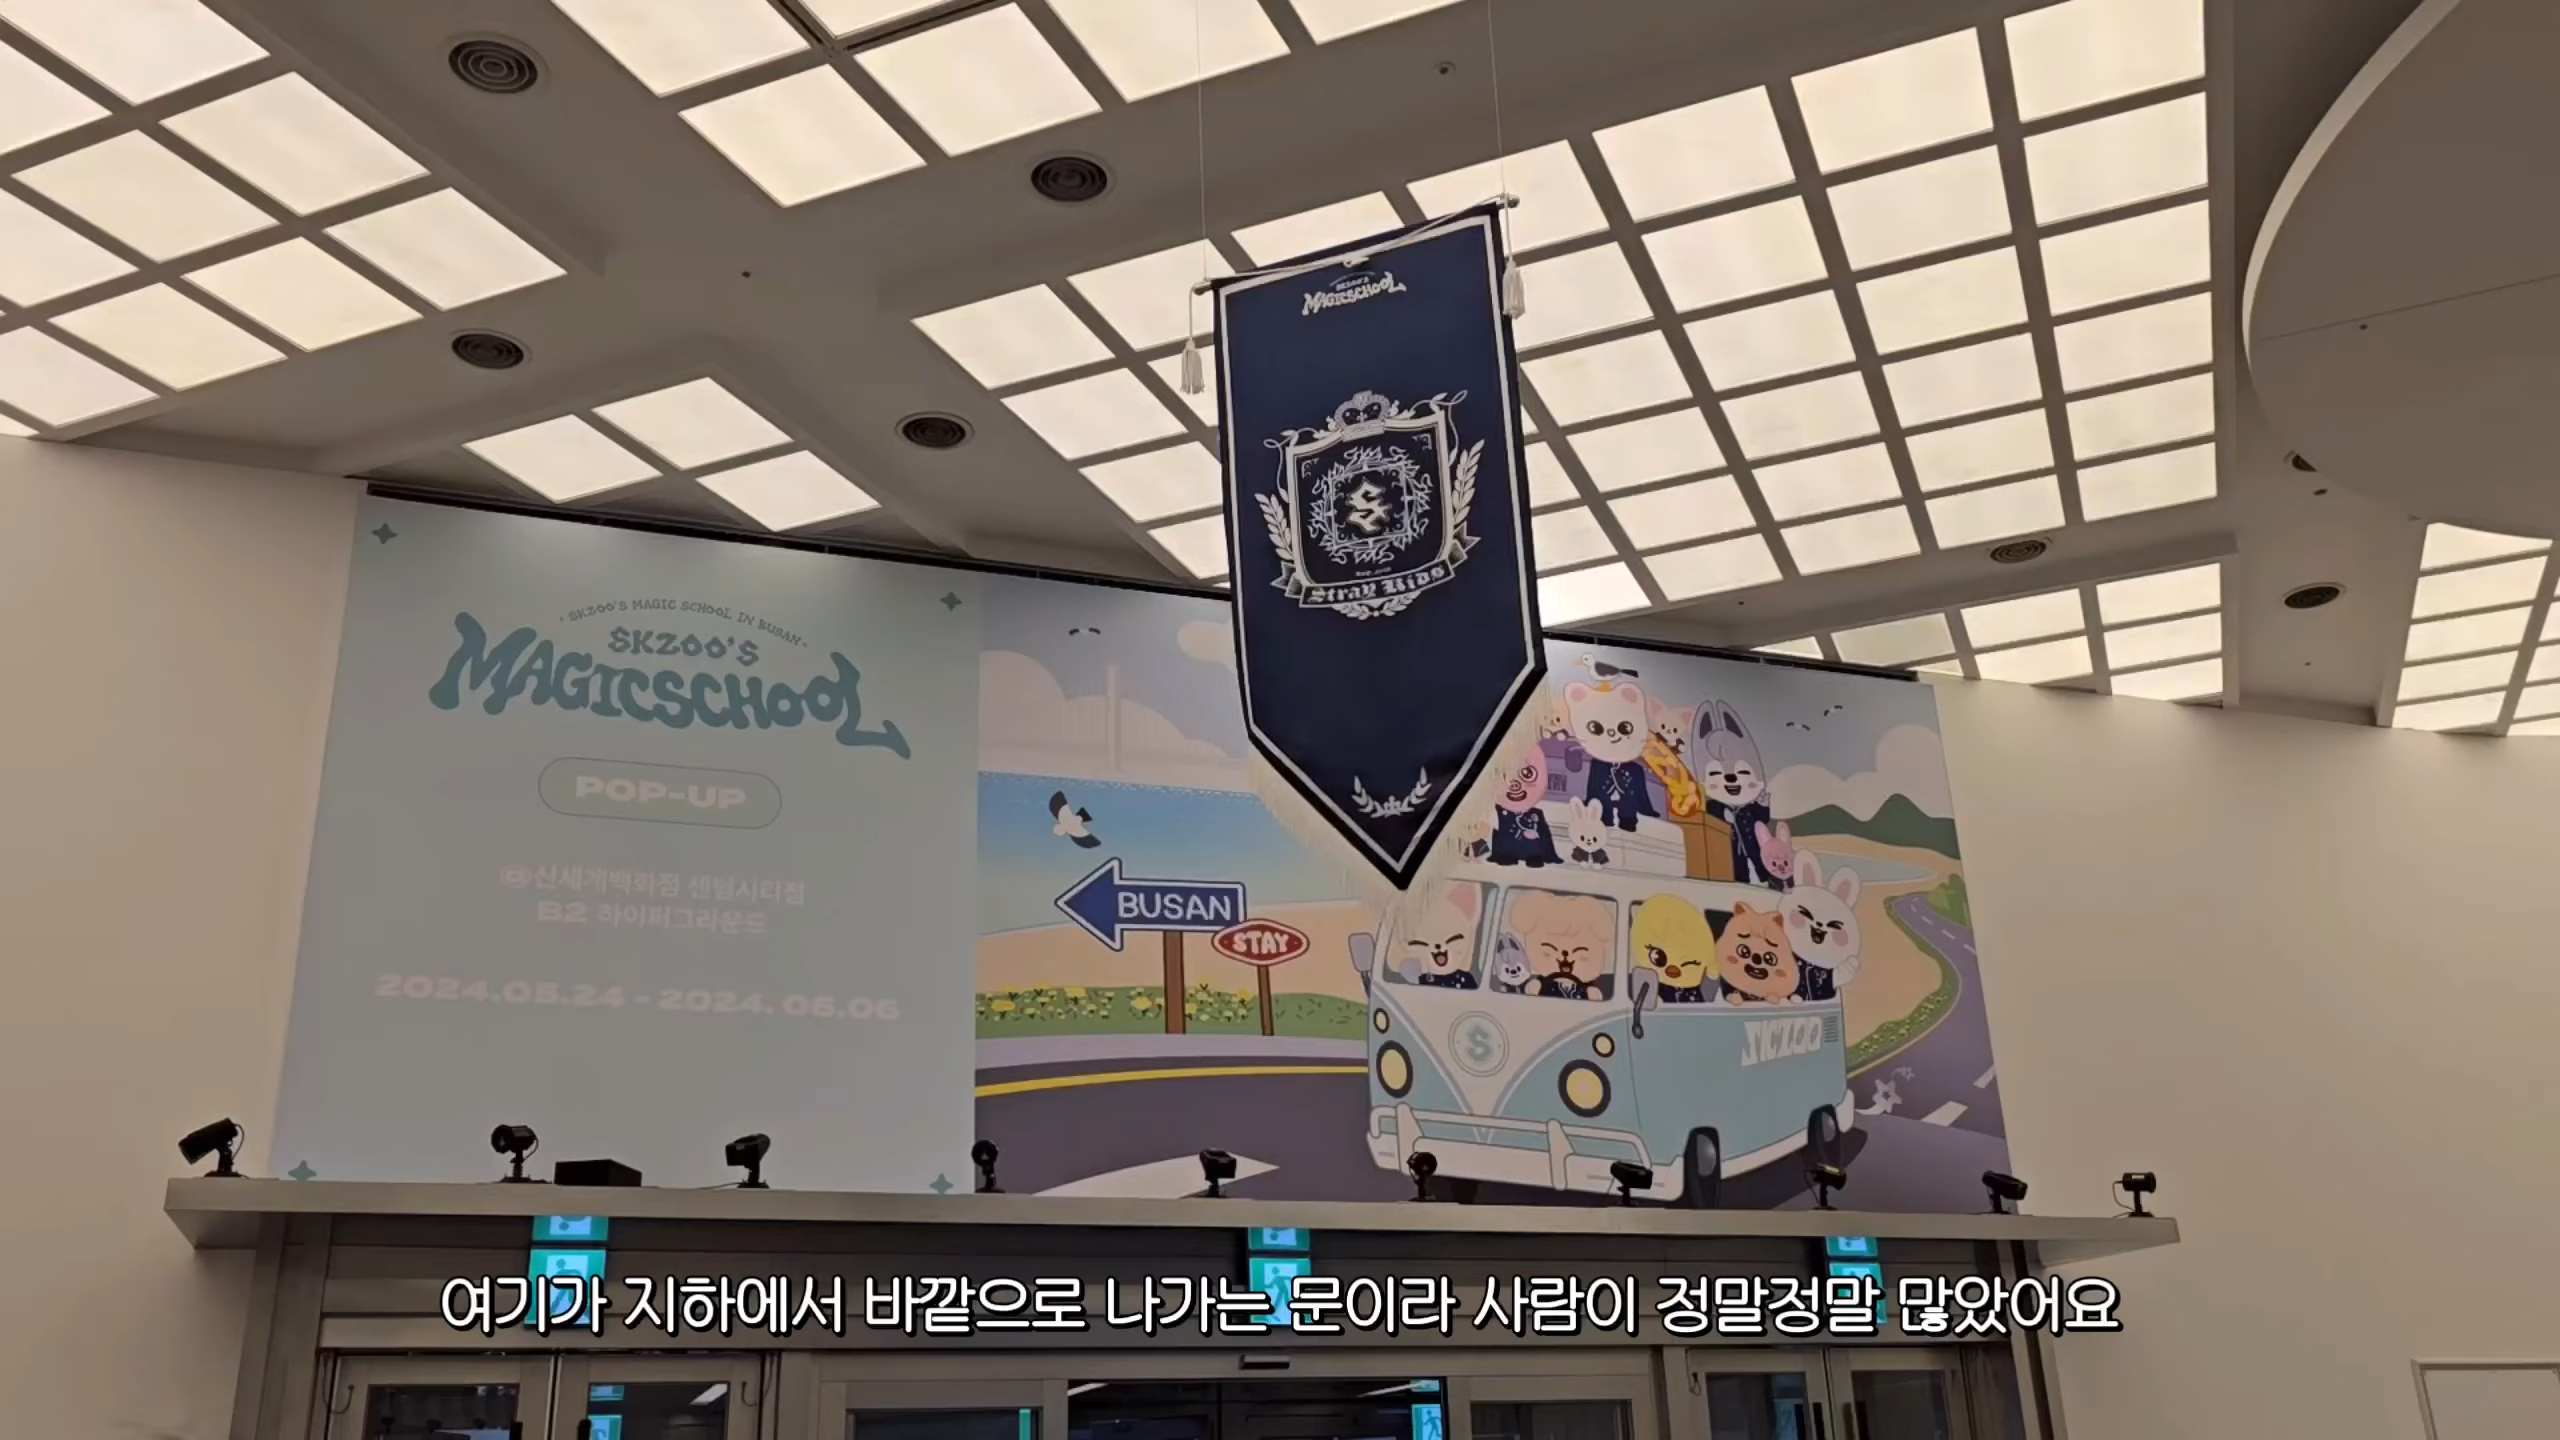 SKZOO'S
MAGICSCHOOL
Stray Kids
· SKZOO'S MAGIC SCHOOL IN BUSAN ·
SKZOO'S
MAGICSCHOOL
POP-UP
@신세계백화점 센텀시티점
B2 하이퍼그라운드
2024.05.24 - 2024.06.06
BUSAN
STAY
SKZOO
여기가 지하에서 바깥으로 나가는 문이라 사람이 정말정말 많았어요